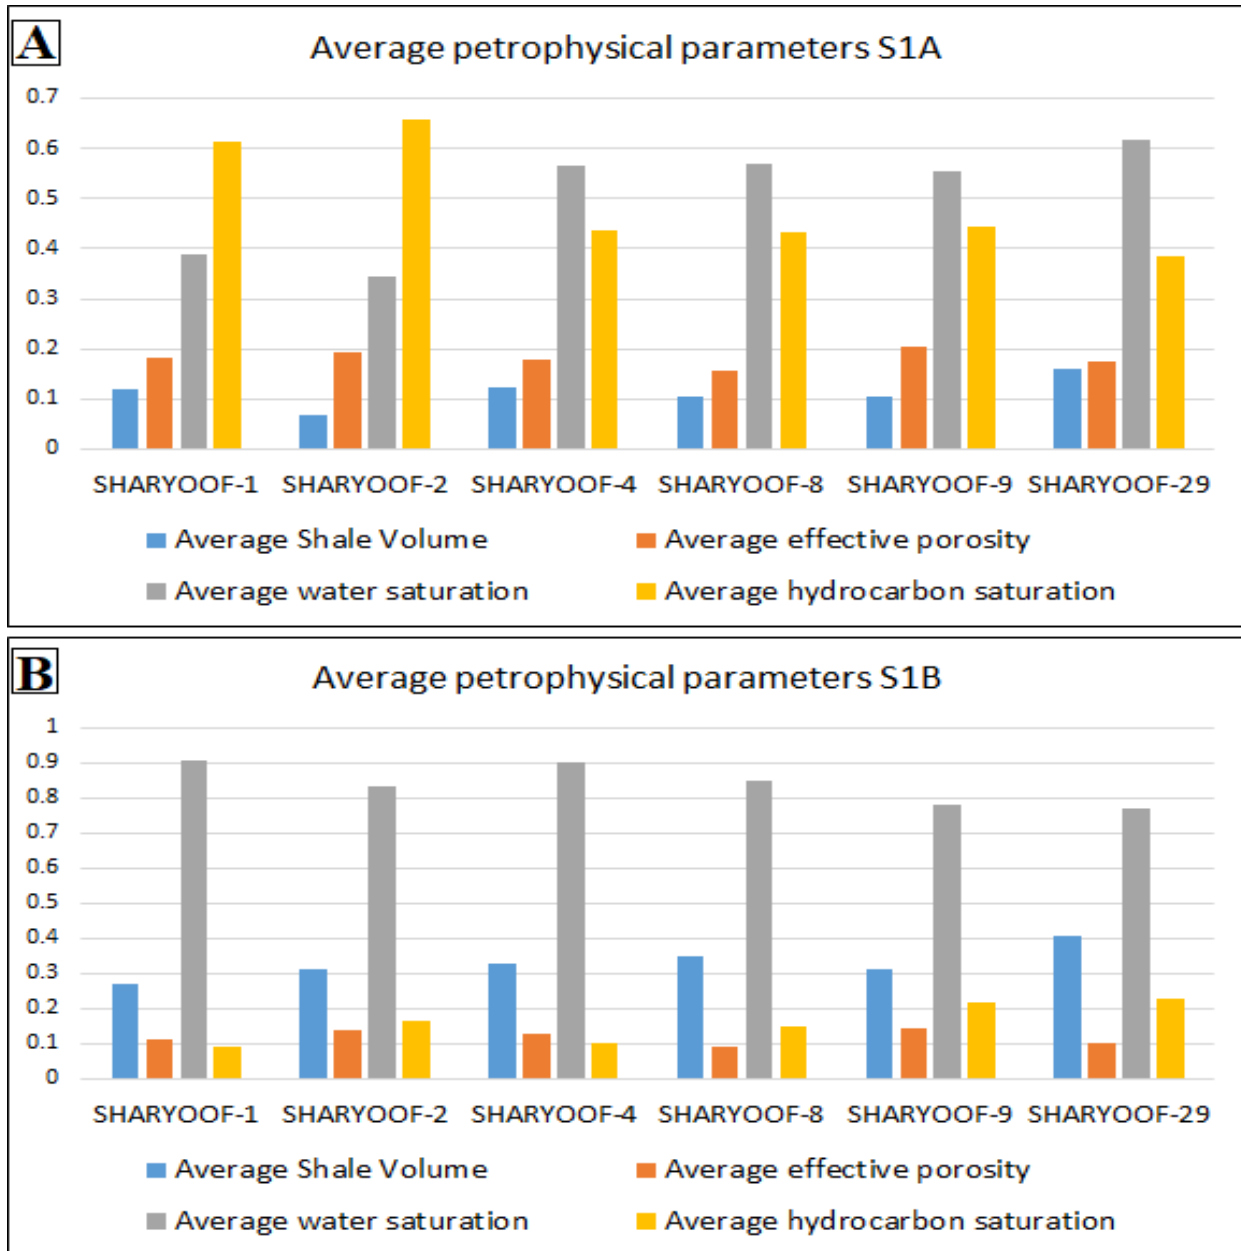 A
Average petrophysical parameters S1A
0.7
0.6
0.5
0.4
0.3
0.2
0.1
0
SHARYOOF-1 SHARYOOF-2 SHARYOOF-4 SHARYOOF-8 SHARYOOF-9 SHARYOOF-29
Average Shale Volume Average effective porosity
Average water saturation Average hydrocarbon saturation
B
Average petrophysical parameters S1B
1
0.9
0.8
0.7
0.6
0.5
0.4
0.3
0.2
0.1
0
SHARYOOF-1 SHARYOOF-2 SHARYOOF-4 SHARYOOF-8 SHARYOOF-9 SHARYOOF-29
Average Shale Volume Average effective porosity
Average water saturation Average hydrocarbon saturation